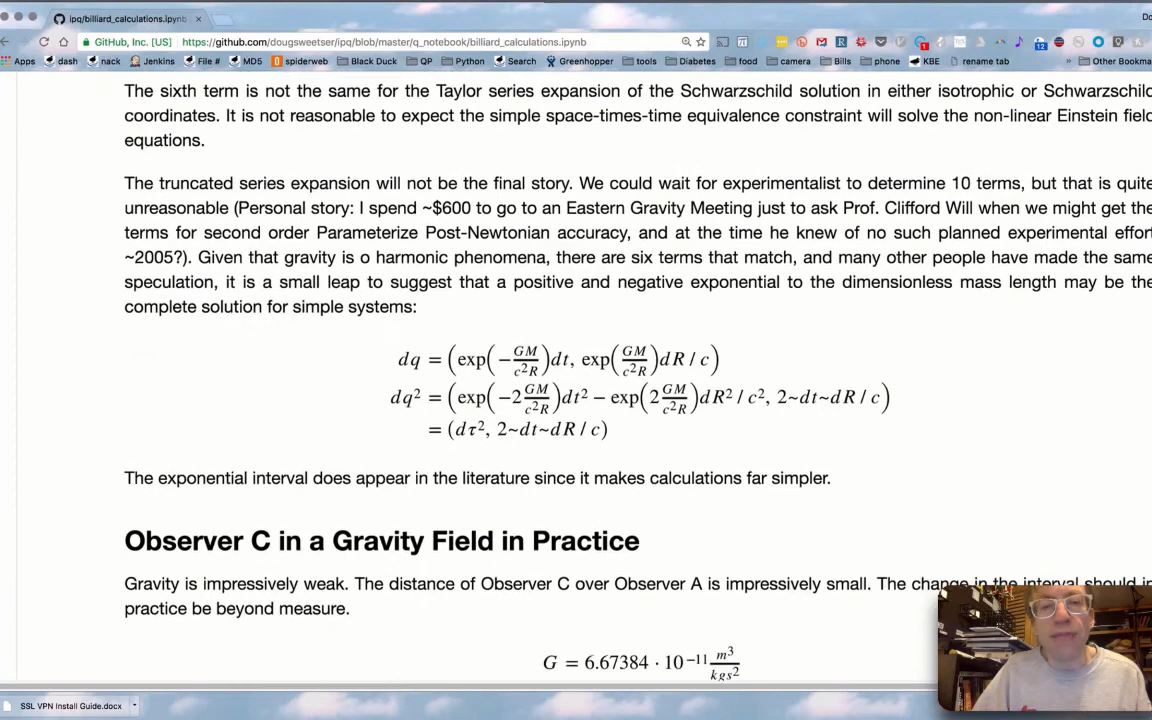 ipq/billiard_calculations.ipynb
GitHub, Inc. [US] https://github.com/dougsweetser/ipq/blob/master/q_notebook/billiard_calculations.ipynb
Apps dash nack Jenkins File # MD5 spiderweb Black Duck QP Python Search Greenhopper tools Diabetes food camera Bills phone KBE rename tab » Other Bookma
The sixth term is not the same for the Taylor series expansion of the Schwarzschild solution in either isotrophic or Schwarzschild
coordinates. It is not reasonable to expect the simple space-times-time equivalence constraint will solve the non-linear Einstein field
equations.
The truncated series expansion will not be the final story. We could wait for experimentalist to determine 10 terms, but that is quite
unreasonable (Personal story: I spend ~$600 to go to an Eastern Gravity Meeting just to ask Prof. Clifford Will when we might get the
terms for second order Parameterize Post-Newtonian accuracy, and at the time he knew of no such planned experimental effort
~2005?). Given that gravity is o harmonic phenomena, there are six terms that match, and many other people have made the same
speculation, it is a small leap to suggest that a positive and negative exponential to the dimensionless mass length may be the
complete solution for simple systems:
dq = (exp(−GM/c²R)dt, exp(GM/c²R)dR / c)
dq² = (exp(−2GM/c²R)dt² − exp(2GM/c²R)dR² / c², 2~dt~dR / c)
= (dτ², 2~dt~dR / c)
The exponential interval does appear in the literature since it makes calculations far simpler.
Observer C in a Gravity Field in Practice
Gravity is impressively weak. The distance of Observer C over Observer A is impressively small. The change in the interval should in
practice be beyond measure.
G = 6.67384 · 10⁻¹¹ m³/kgs²
SSL VPN Install Guide.docx